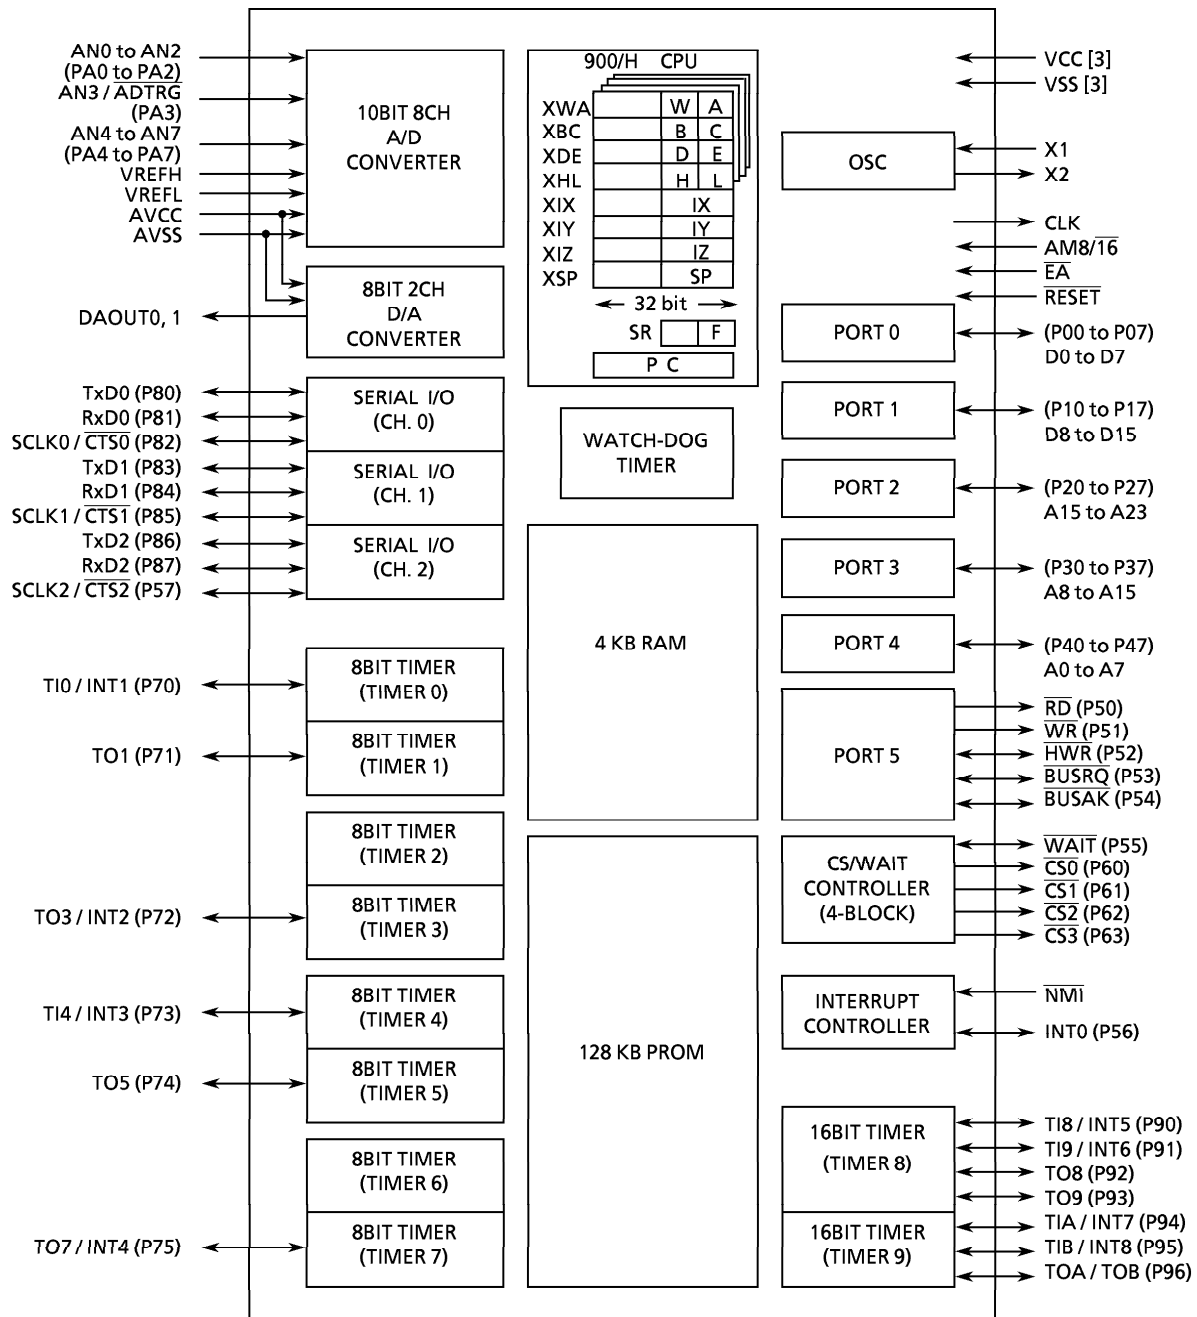 AN0 to AN2
(PA0 to PA2)
AN3 / ADTRG
(PA3)
AN4 to AN7
(PA4 to PA7)
VREFH
VREFL
AVCC
AVSS
10BIT 8CH
A/D
CONVERTER
DAOUT0, 1
8BIT 2CH
D/A
CONVERTER
TxD0 (P80)
RxD0 (P81)
SCLK0 / CTS0 (P82)
SERIAL I/O
(CH. 0)
TxD1 (P83)
RxD1 (P84)
SCLK1 / CTS1 (P85)
SERIAL I/O
(CH. 1)
TxD2 (P86)
RxD2 (P87)
SCLK2 / CTS2 (P57)
SERIAL I/O
(CH. 2)
TI0 / INT1 (P70)
8BIT TIMER
(TIMER 0)
TO1 (P71)
8BIT TIMER
(TIMER 1)
8BIT TIMER
(TIMER 2)
TO3 / INT2 (P72)
8BIT TIMER
(TIMER 3)
TI4 / INT3 (P73)
8BIT TIMER
(TIMER 4)
TO5 (P74)
8BIT TIMER
(TIMER 5)
8BIT TIMER
(TIMER 6)
TO7 / INT4 (P75)
8BIT TIMER
(TIMER 7)
900/H CPU
XWA W A
XBC B C
XDE D E
XHL H L
XIX IX
XIY IY
XIZ IZ
XSP SP
32 bit
SR F
P C
WATCH-DOG
TIMER
4 KB RAM
128 KB PROM
VCC [3]
VSS [3]
OSC
X1
X2
CLK
AM8/16
EA
RESET
PORT 0
(P00 to P07)
D0 to D7
PORT 1
(P10 to P17)
D8 to D15
PORT 2
(P20 to P27)
A15 to A23
PORT 3
(P30 to P37)
A8 to A15
PORT 4
(P40 to P47)
A0 to A7
PORT 5
RD (P50)
WR (P51)
HWR (P52)
BUSRQ (P53)
BUSAK (P54)
CS/WAIT
CONTROLLER
(4-BLOCK)
WAIT (P55)
CS0 (P60)
CS1 (P61)
CS2 (P62)
CS3 (P63)
INTERRUPT
CONTROLLER
NMI
INT0 (P56)
16BIT TIMER
(TIMER 8)
TI8 / INT5 (P90)
TI9 / INT6 (P91)
TO8 (P92)
TO9 (P93)
16BIT TIMER
(TIMER 9)
TIA / INT7 (P94)
TIB / INT8 (P95)
TOA / TOB (P96)